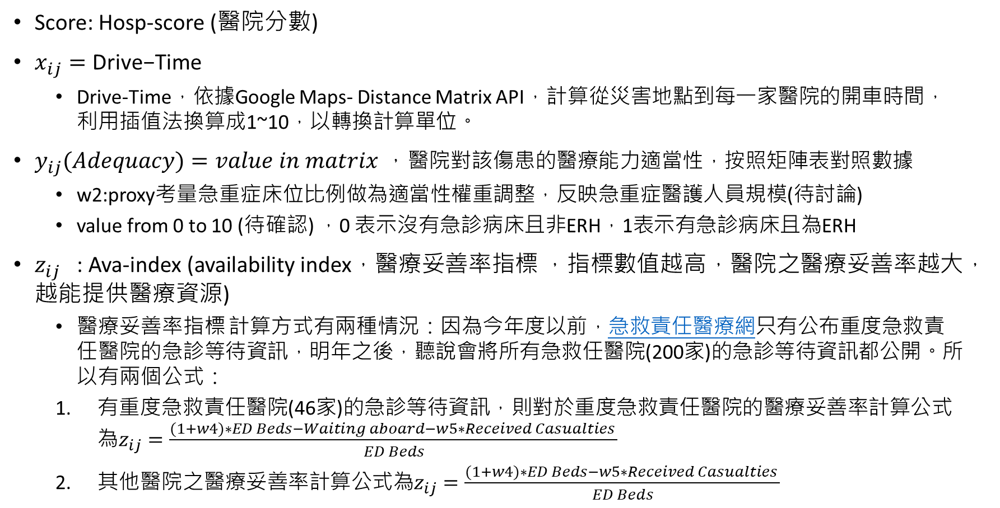 • Score: Hosp-score (醫院分數)
• x_{ij} = Drive−Time
• Drive-Time，依據Google Maps- Distance Matrix API，計算從災害地點到每一家醫院的開車時間，
利用插值法換算成1~10，以轉換計算單位。
• y_{ij}(Adequacy) = value in matrix ，醫院對該傷患的醫療能力適當性，按照矩陣表對照數據
• w2:proxy考量急重症床位比例做為適當性權重調整，反映急重症醫護人員規模(待討論)
• value from 0 to 10 (待確認) ，0 表示沒有急診病床且非ERH，1表示有急診病床且為ERH
• z_{ij} : Ava-index (availability index，醫療妥善率指標 ，指標數值越高，醫院之醫療妥善率越大，
越能提供醫療資源)
• 醫療妥善率指標 計算方式有兩種情況：因為今年度以前，急救責任醫療網只有公布重度急救責
任醫院的急診等待資訊，明年之後，聽說會將所有急救任醫院(200家)的急診等待資訊都公開。所
以有兩個公式：
1. 有重度急救責任醫院(46家)的急診等待資訊，則對於重度急救責任醫院的醫療妥善率計算公式
為z_{ij} = \frac{(1+w4)*ED Beds−Waiting aboard−w5*Received Casualties}{ED Beds}
2. 其他醫院之醫療妥善率計算公式為z_{ij} = \frac{(1+w4)*ED Beds−w5*Received Casualties}{ED Beds}